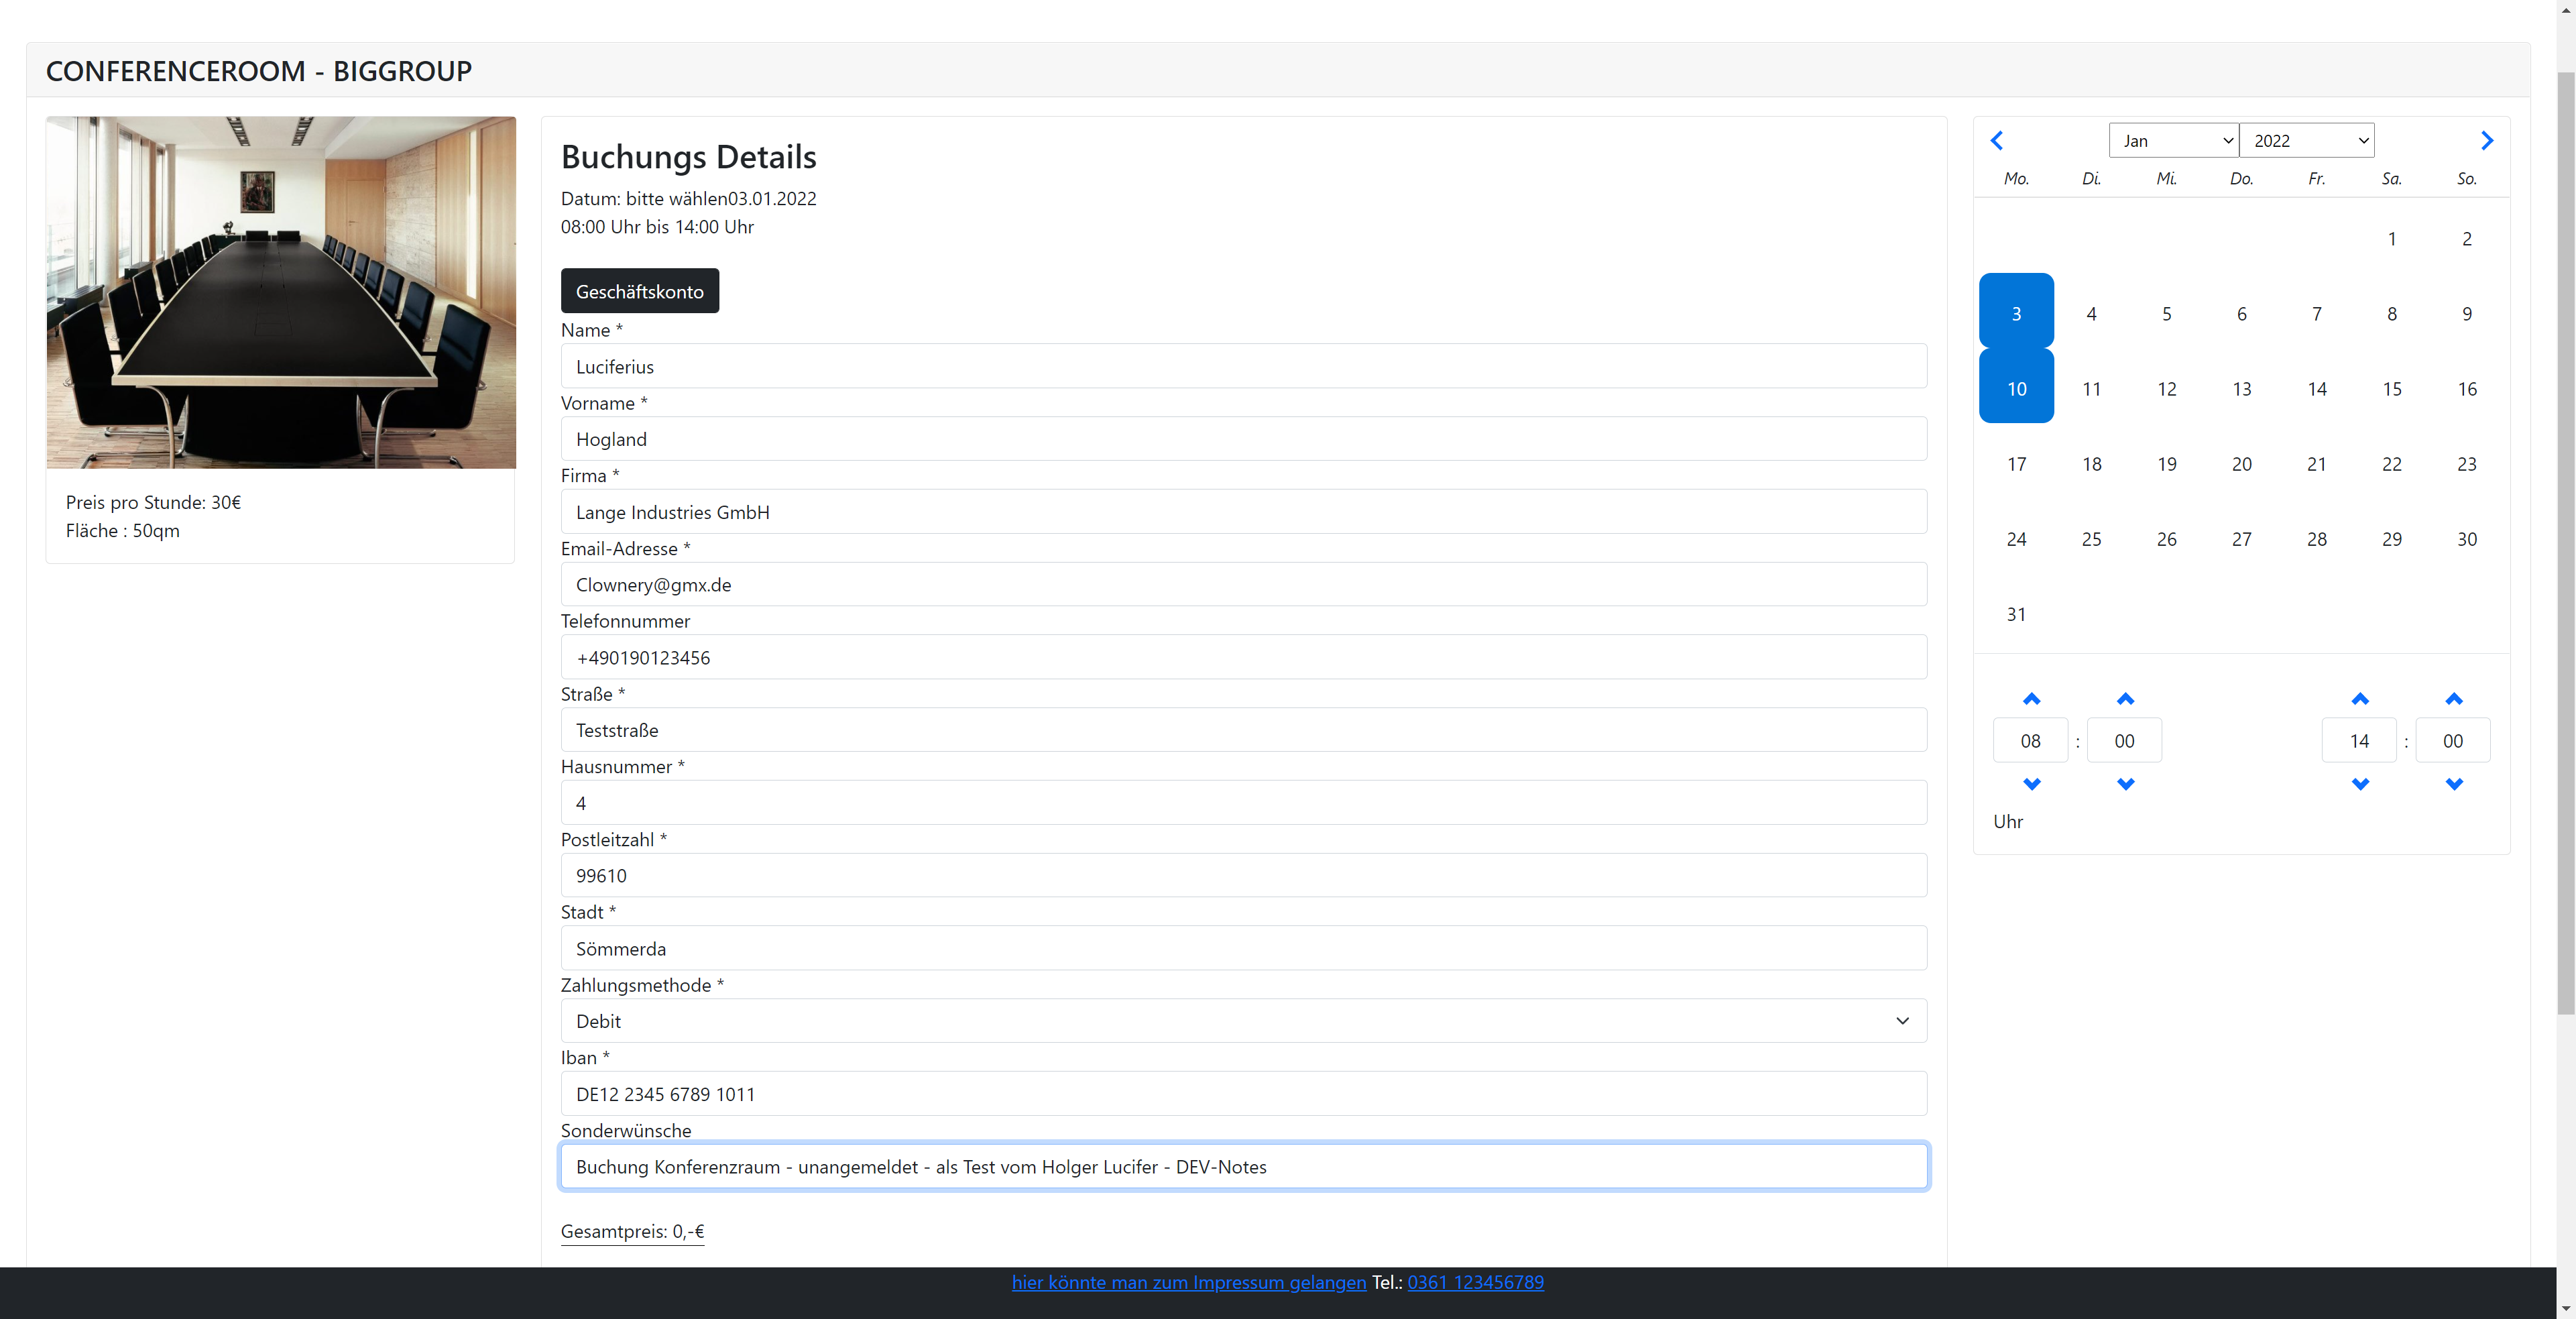 CONFERENCEROOM - BIGGROUP
Preis pro Stunde: 30€
Fläche : 50qm
Buchungs Details
Datum: bitte wählen03.01.2022
08:00 Uhr bis 14:00 Uhr
Geschäftskonto
Name *
Luciferius
Vorname *
Hogland
Firma *
Lange Industries GmbH
Email-Adresse *
Clownery@gmx.de
Telefonnummer
+490190123456
Straße *
Teststraße
Hausnummer *
4
Postleitzahl *
99610
Stadt *
Sömmerda
Zahlungsmethode *
Debit
Iban *
DE12 2345 6789 1011
Sonderwünsche
Buchung Konferenzraum - unangemeldet - als Test vom Holger Lucifer - DEV-Notes
Gesamtpreis: 0,-€
Jan 2022
Mo. Di. Mi. Do. Fr. Sa. So.
1 2
3 4 5 6 7 8 9
10 11 12 13 14 15 16
17 18 19 20 21 22 23
24 25 26 27 28 29 30
31
08 : 00 14 : 00
Uhr
hier könnte man zum Impressum gelangen Tel.: 0361 123456789